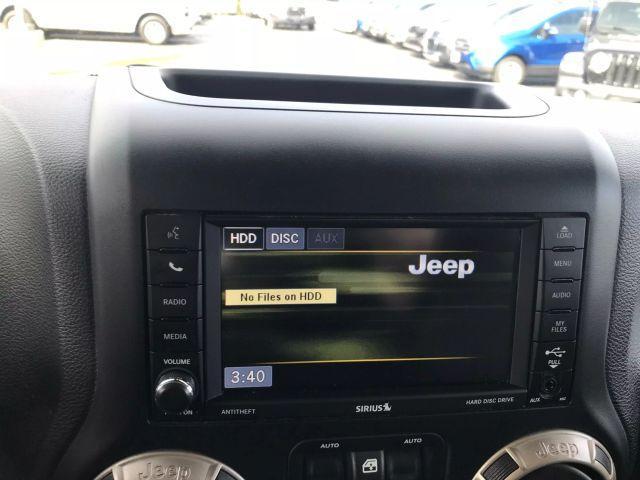 HDD DISC AUX
Jeep
No Files on HDD
3:40
RADIO
MEDIA
VOLUME
ON
ANTITHEFT
SIRIUS
HARD DISC DRIVE
LOAD
MENU
AUDIO
MY
FILES
PULL
AUX
AUTO
AUTO
Jeep
Jeep